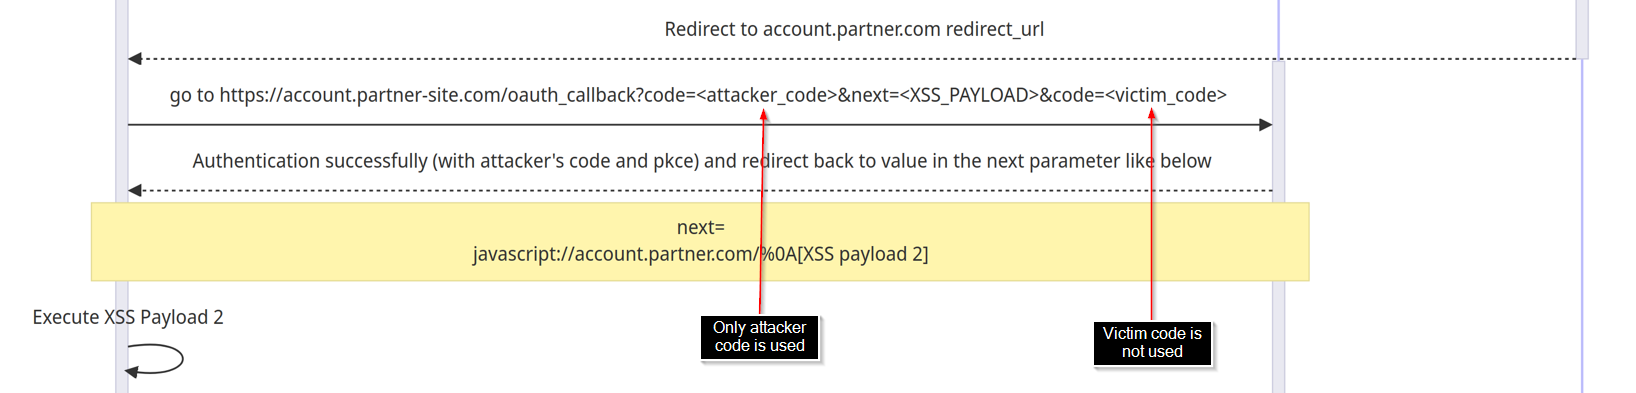 Redirect to account.partner.com redirect_url
go to https://account.partner-site.com/oauth_callback?code=<attacker_code>&next=<XSS_PAYLOAD>&code=<victim_code>
Authentication successfully (with attacker's code and pkce) and redirect back to value in the next parameter like below
next=
javascript://account.partner.com/%0A[XSS payload 2]
Execute XSS Payload 2
Only attacker
code is used
Victim code is
not used